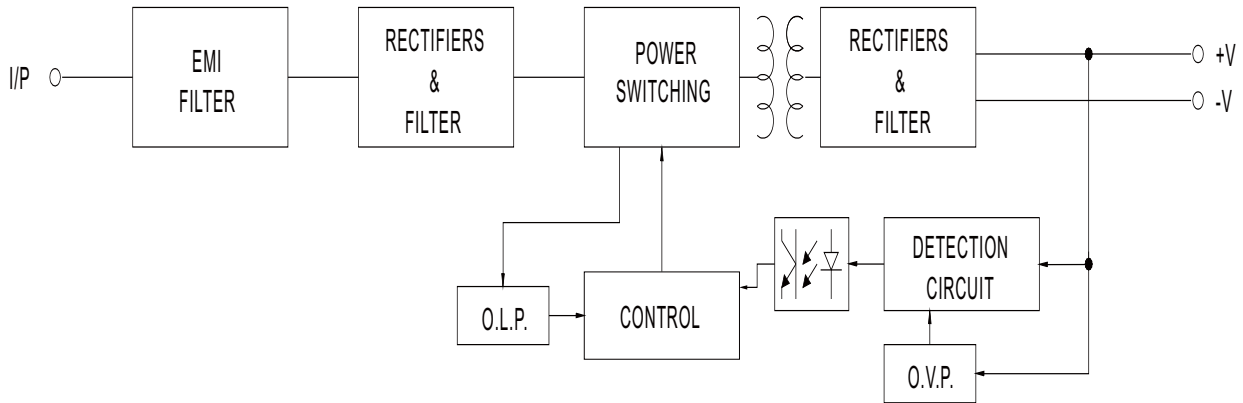 I/P
EMI
FILTER
RECTIFIERS
&
FILTER
POWER
SWITCHING
RECTIFIERS
&
FILTER
+V
-V
O.L.P.
CONTROL
DETECTION
CIRCUIT
O.V.P.